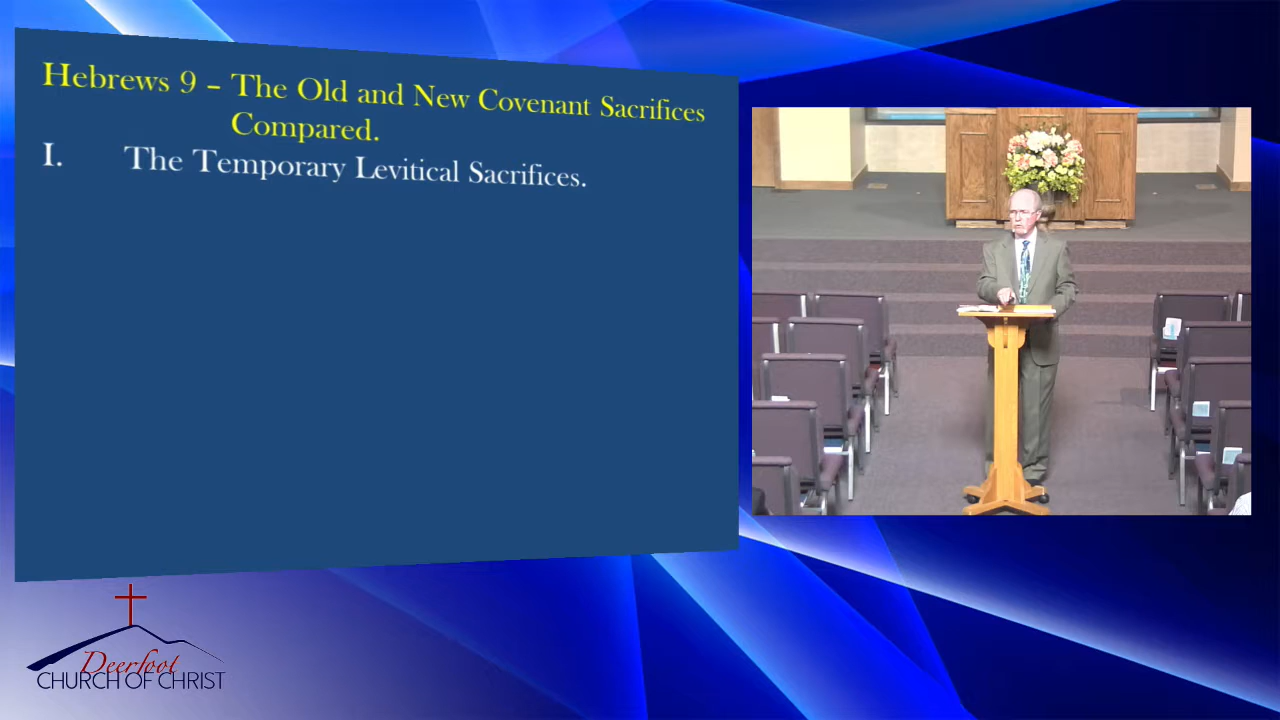 Hebrews 9 – The Old and New Covenant Sacrifices
Compared.
I. The Temporary Levitical Sacrifices.
Deerfoot
CHURCH OF CHRIST